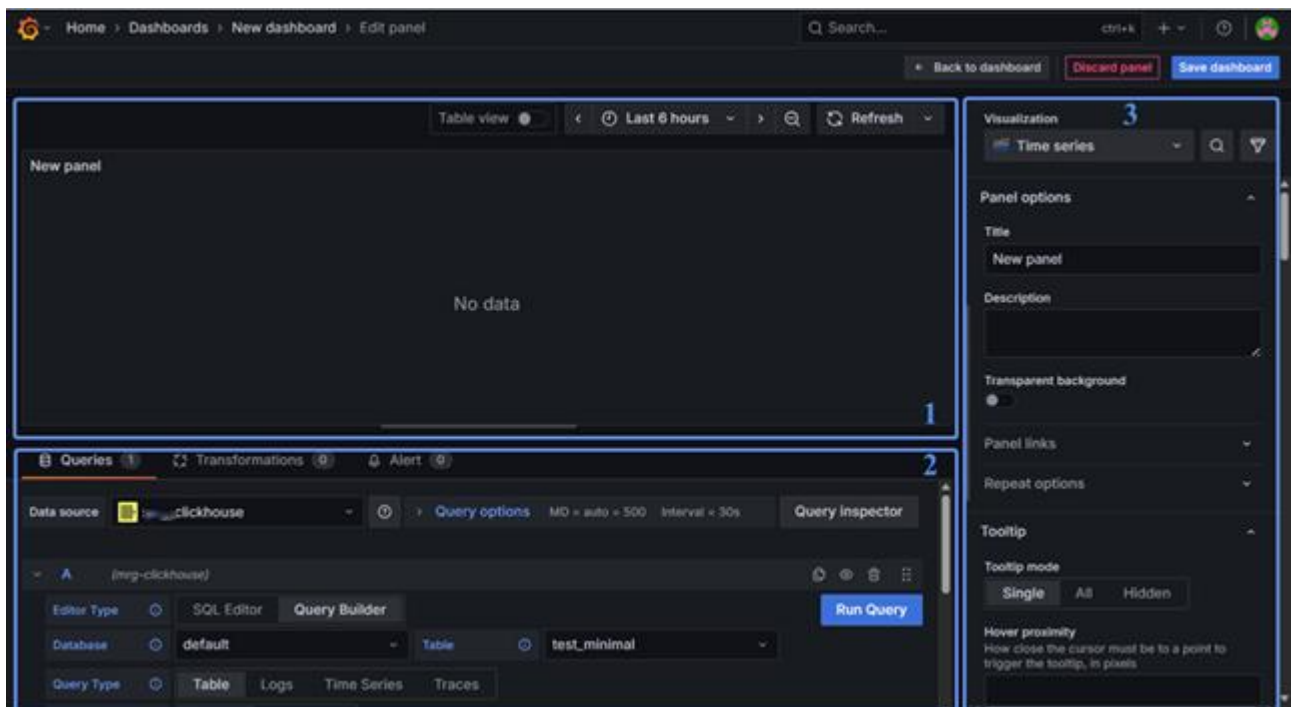 Home › Dashboards › New dashboard › Edit panel Search... ctrl+k
Back to dashboard Discard panel Save dashboard
Table view Last 6 hours Refresh
New panel
No data
1
Queries 1 Transformations 0 Alert 0
2
Data source clickhouse Query options MD = auto = 500 Interval = 30s Query inspector
A (mrg-clickhouse)
Editor Type SQL Editor Query Builder Run Query
Database default Table test_minimal
Query Type Table Logs Time Series Traces
Visualization 3
Time series
Panel options
Title
New panel
Description
Transparent background
Panel links
Repeat options
Tooltip
Tooltip mode
Single All Hidden
Hover proximity
How close the cursor must be to a point to
trigger the tooltip, in pixels